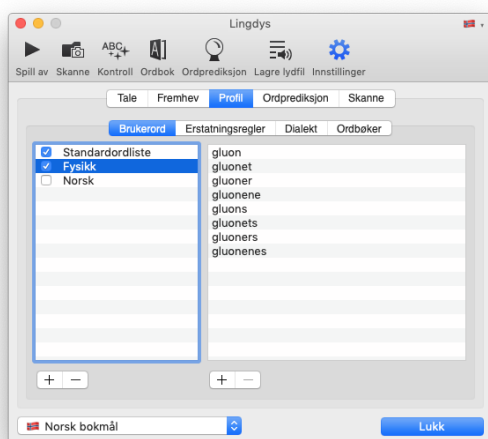 Lingdys
ABC
A
Spill av Skanne Kontroll Ordbok Ordprediksjon Lagre lydfil Innstillinger
Tale Fremhev Profil Ordprediksjon Skanne
Brukerord Erstatningsregler Dialekt Ordbøker
Standardordliste
Fysikk
Norsk
gluon
gluonet
gluoner
gluonene
gluons
gluonets
gluoners
gluonenes
+ − + −
Norsk bokmål Lukk